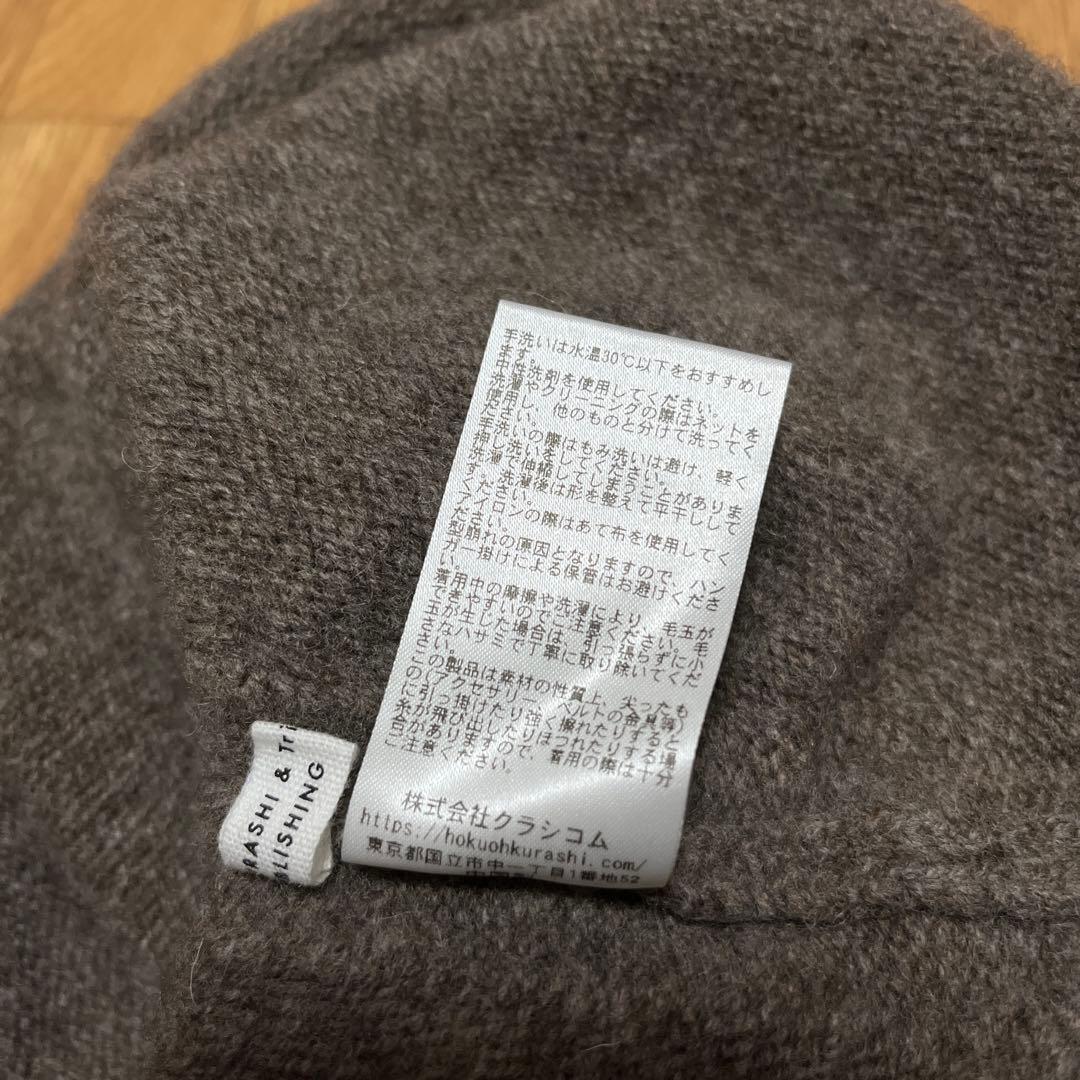 手洗いは水温30℃以下をおすすめし
ます。
中性洗剤を使用してください。
洗濯やクリーニングの際はネットを
使用し、他のものと分けて洗ってく
ださい。
手洗いの際はもみ洗いは避け、軽く
押し洗いをしてください。
洗濯で伸縮してしまうことがありま
す。洗濯後は形を整えて平干しして
ください。
アイロンの際はあて布を使用してく
ださい。
型崩れの原因となりますので、ハン
ガー掛けによる保管はお避けくださ
い。
着用中の摩擦や洗濯により、毛玉が
できやすいのでご注意ください。毛
玉が生じた場合は、引っ張らずに小
さなハサミで丁寧に取り除いてくだ
さい。
この製品は素材の性質上、尖ったも
の(アクセサリー、ベルトの金具等)
に引っ掛けたり強く擦れたりすると
糸が飛び出したりほつれたりする場
合がありますので、着用の際は十分
ご注意ください。
株式会社クラシコム
https://hokuohkurashi.com/
東京都国立市中一丁目1番地52
RASHI & Tri
LISHING